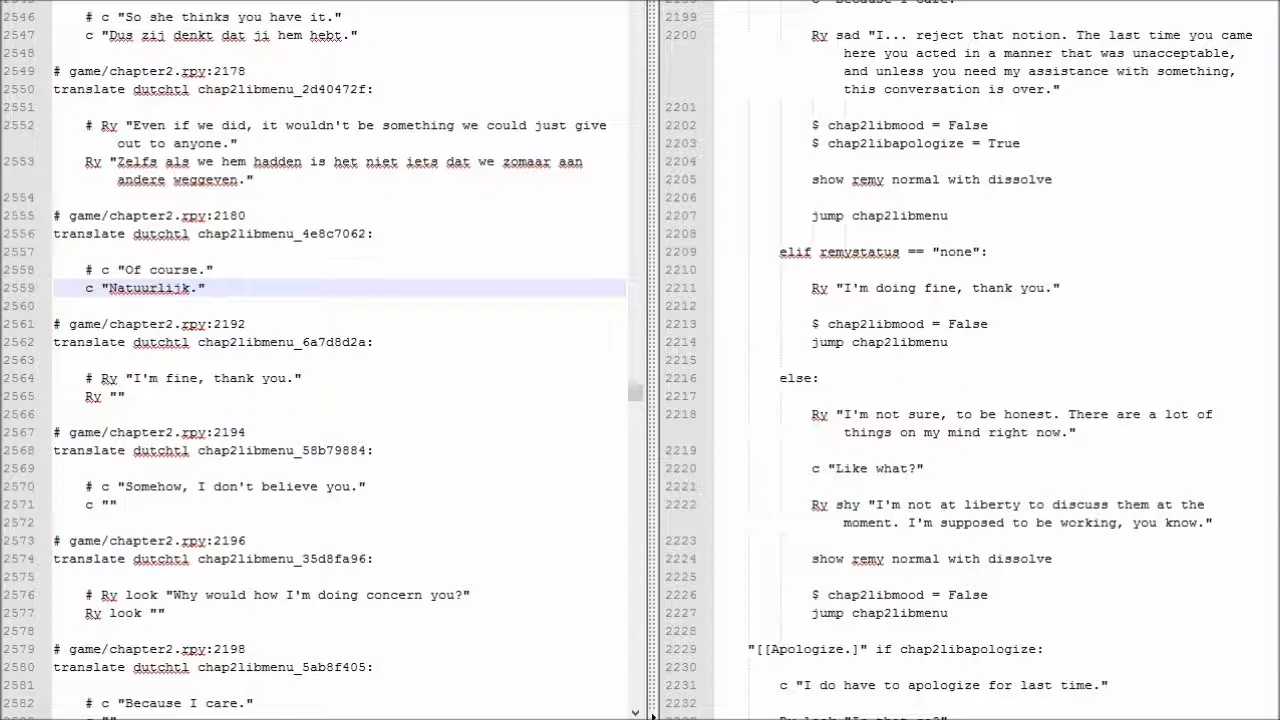 2546 # c "So she thinks you have it."
2547 c "Dus zij denkt dat ji hem hebt."
2548
2549 # game/chapter2.rpy:2178
2550 translate dutchtl chap2libmenu_2d40472f:
2551
2552 # Ry "Even if we did, it wouldn't be something we could just give
out to anyone."
2553 Ry "Zelfs als we hem hadden is het niet iets dat we zomaar aan
andere weggeven."
2554
2555 # game/chapter2.rpy:2180
2556 translate dutchtl chap2libmenu_4e8c7062:
2557
2558 # c "Of course."
2559 c "Natuurlijk."
2560
2561 # game/chapter2.rpy:2192
2562 translate dutchtl chap2libmenu_6a7d8d2a:
2563
2564 # Ry "I'm fine, thank you."
2565 Ry ""
2566
2567 # game/chapter2.rpy:2194
2568 translate dutchtl chap2libmenu_58b79884:
2569
2570 # c "Somehow, I don't believe you."
2571 c ""
2572
2573 # game/chapter2.rpy:2196
2574 translate dutchtl chap2libmenu_35d8fa96:
2575
2576 # Ry look "Why would how I'm doing concern you?"
2577 Ry look ""
2578
2579 # game/chapter2.rpy:2198
2580 translate dutchtl chap2libmenu_5ab8f405:
2581
2582 # c "Because I care."
c ""
c "Because I care."
2199
2200 Ry sad "I... reject that notion. The last time you came
here you acted in a manner that was unacceptable,
and unless you need my assistance with something,
this conversation is over."
2201
2202 $ chap2libmood = False
2203 $ chap2libapologize = True
2204
2205 show remy normal with dissolve
2206
2207 jump chap2libmenu
2208
2209 elif remystatus == "none":
2210
2211 Ry "I'm doing fine, thank you."
2212
2213 $ chap2libmood = False
2214 jump chap2libmenu
2215
2216 else:
2217
2218 Ry "I'm not sure, to be honest. There are a lot of
things on my mind right now."
2219
2220 c "Like what?"
2221
2222 Ry shy "I'm not at liberty to discuss them at the
moment. I'm supposed to be working, you know."
2223
2224 show remy normal with dissolve
2225
2226 $ chap2libmood = False
2227 jump chap2libmenu
2228
2229 "[[Apologize.]" if chap2libapologize:
2230
2231 c "I do have to apologize for last time."
2232